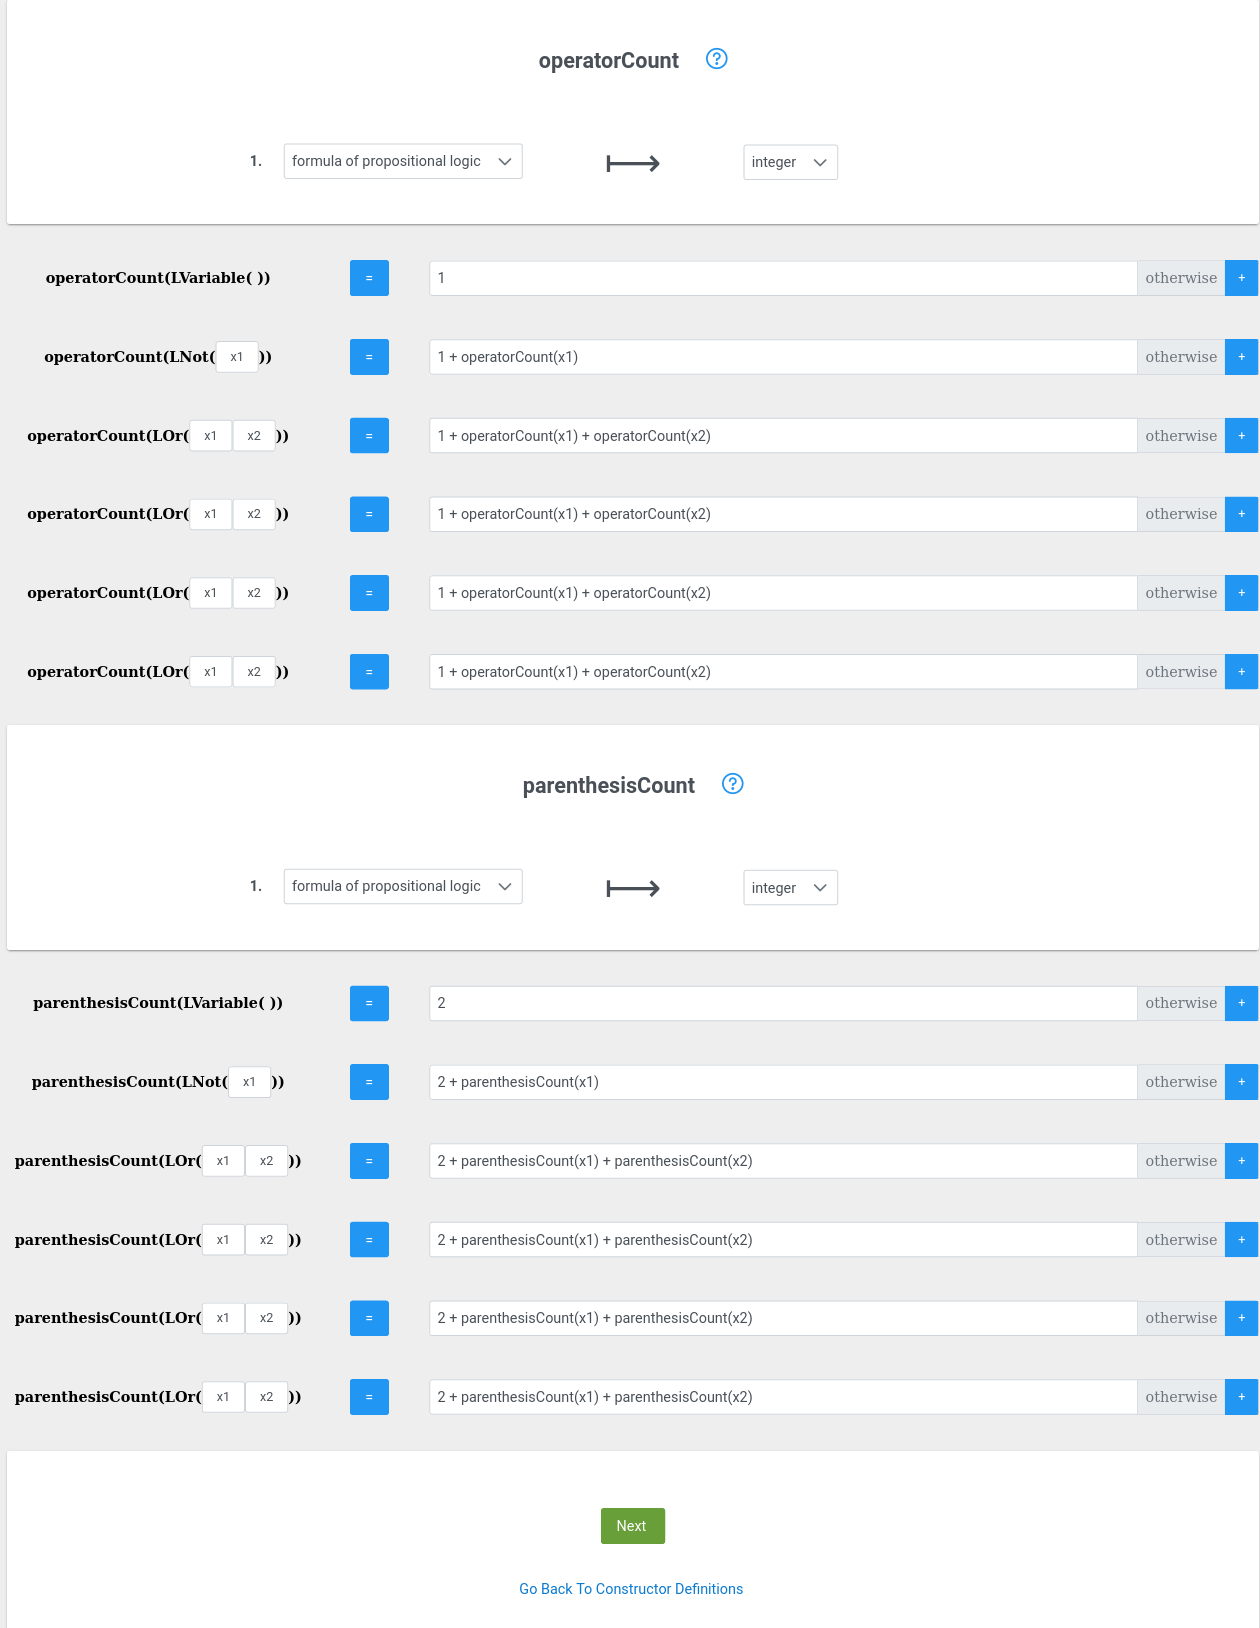 operatorCount ?
1. formula of propositional logic integer
operatorCount(LVariable( )) = 1 otherwise +
operatorCount(LNot( x1 )) = 1 + operatorCount(x1) otherwise +
operatorCount(LOr( x1 x2 )) = 1 + operatorCount(x1) + operatorCount(x2) otherwise +
operatorCount(LOr( x1 x2 )) = 1 + operatorCount(x1) + operatorCount(x2) otherwise +
operatorCount(LOr( x1 x2 )) = 1 + operatorCount(x1) + operatorCount(x2) otherwise +
operatorCount(LOr( x1 x2 )) = 1 + operatorCount(x1) + operatorCount(x2) otherwise +
parenthesisCount ?
1. formula of propositional logic integer
parenthesisCount(LVariable( )) = 2 otherwise +
parenthesisCount(LNot( x1 )) = 2 + parenthesisCount(x1) otherwise +
parenthesisCount(LOr( x1 x2 )) = 2 + parenthesisCount(x1) + parenthesisCount(x2) otherwise +
parenthesisCount(LOr( x1 x2 )) = 2 + parenthesisCount(x1) + parenthesisCount(x2) otherwise +
parenthesisCount(LOr( x1 x2 )) = 2 + parenthesisCount(x1) + parenthesisCount(x2) otherwise +
parenthesisCount(LOr( x1 x2 )) = 2 + parenthesisCount(x1) + parenthesisCount(x2) otherwise +
Next
Go Back To Constructor Definitions